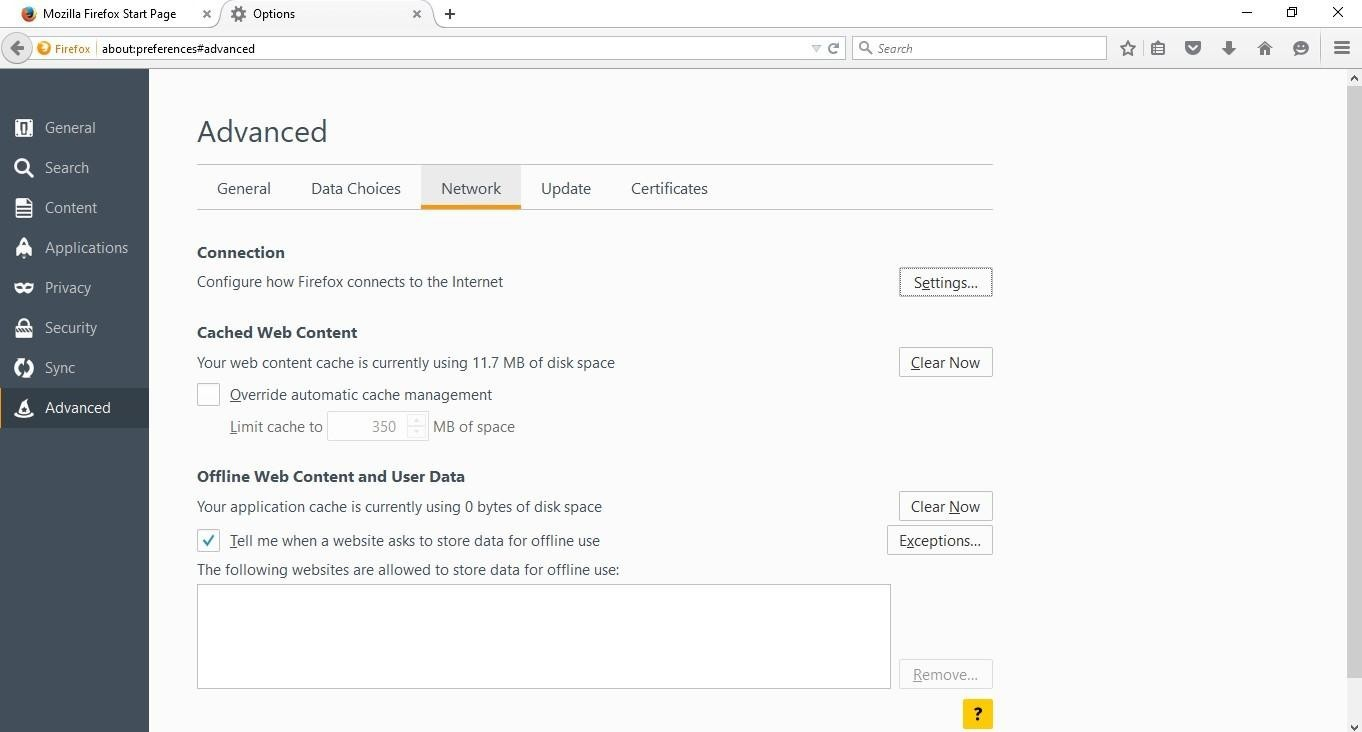 Mozilla Firefox Start Page
Options
Firefox
about:preferences#advanced
Search
General
Search
Content
Applications
Privacy
Security
Sync
Advanced
Advanced
General Data Choices Network Update Certificates
Connection
Configure how Firefox connects to the Internet
Settings...
Cached Web Content
Your web content cache is currently using 11.7 MB of disk space
Clear Now
Override automatic cache management
Limit cache to 350 MB of space
Offline Web Content and User Data
Your application cache is currently using 0 bytes of disk space
Clear Now
Tell me when a website asks to store data for offline use
Exceptions...
The following websites are allowed to store data for offline use:
Remove...
?